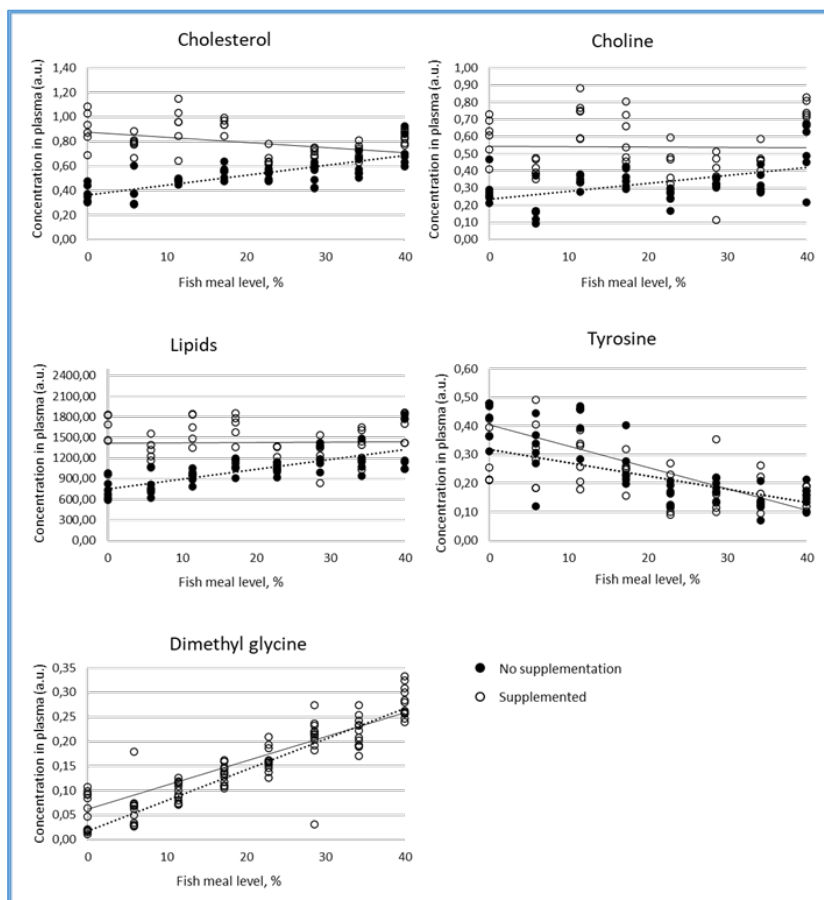 Cholesterol
Concentration in plasma (a.u.)
1,40
1,20
1,00
0,80
0,60
0,40
0,20
0,00
0 10 20 30 40
Fish meal level, %
Choline
Concentration in plasma (a.u.)
1,00
0,90
0,80
0,70
0,60
0,50
0,40
0,30
0,20
0,10
0,00
0 10 20 30 40
Fish meal level, %
Lipids
Concentration in plasma (a.u.)
2400,00
2100,00
1800,00
1500,00
1200,00
900,00
600,00
300,00
0,00
0 10 20 30 40
Fish meal level, %
Tyrosine
Concentration in plasma (a.u.)
0,60
0,50
0,40
0,30
0,20
0,10
0,00
0 10 20 30 40
Fish meal level, %
Dimethyl glycine
Concentration in plasma (a.u.)
0,35
0,30
0,25
0,20
0,15
0,10
0,05
0,00
0 10 20 30 40
Fish meal level, %
No supplementation
Supplemented